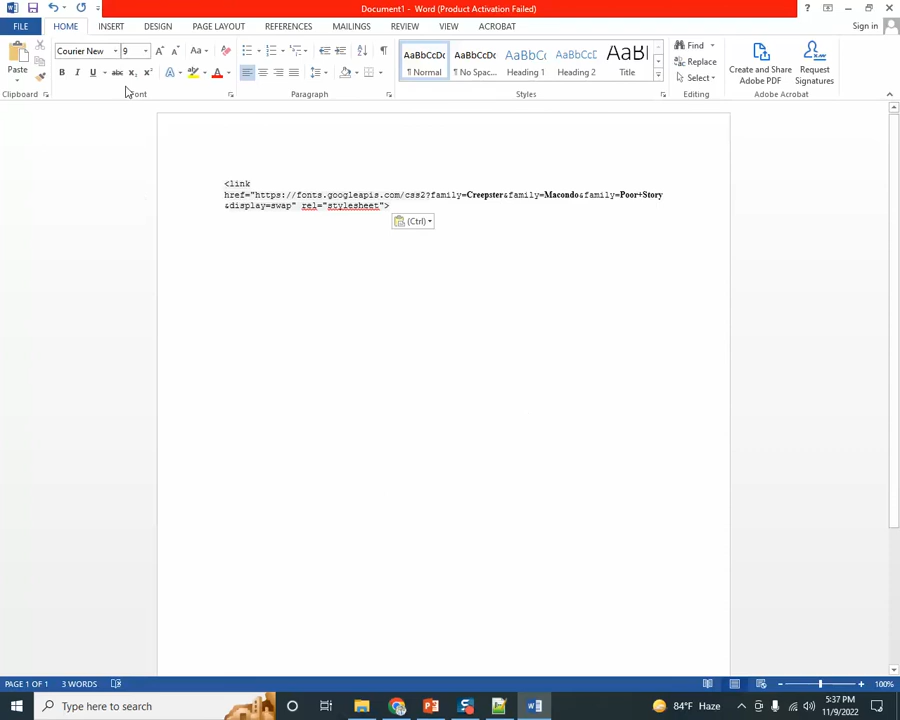 Document1 - Word (Product Activation Failed)
FILE HOME INSERT DESIGN PAGE LAYOUT REFERENCES MAILINGS REVIEW VIEW ACROBAT Sign in
Courier New 9 Aa
Paste
AaBbCcDc AaBbCcDc AaBbCc AaBbCcD AaBl
¶ Normal ¶ No Spac... Heading 1 Heading 2 Title
Find
Replace
Select
Create and Share
Adobe PDF
Request
Signatures
Clipboard Font Paragraph Styles Editing Adobe Acrobat
<link
href="https://fonts.googleapis.com/css2?family=Creepster&family=Macondo&family=Poor+Story
&display=swap" rel="stylesheet">
(Ctrl)
PAGE 1 OF 1 3 WORDS 100%
Type here to search
84°F Haze
5:37 PM
11/9/2022